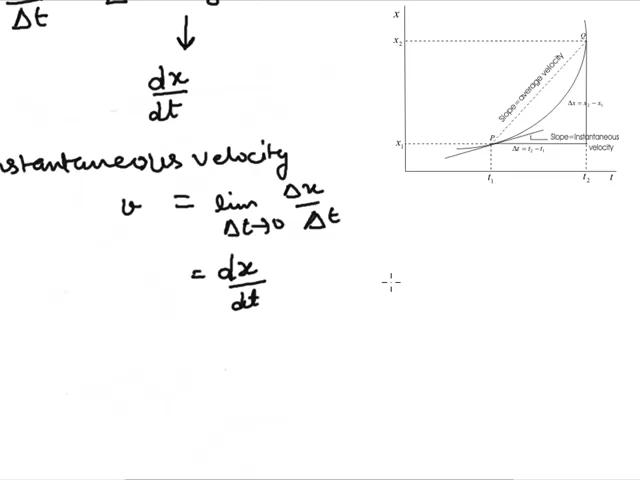 Δt
↓
dx
dt
nstantaneous velocity
v = lim Δx
Δt→0 Δt
= dx
dt
x
x₂
Q
Slope=average velocity
Δx = x₂ – x₁
P
Slope=Instantaneous
velocity
x₁
Δt = t₂ – t₁
t₁ t₂ t